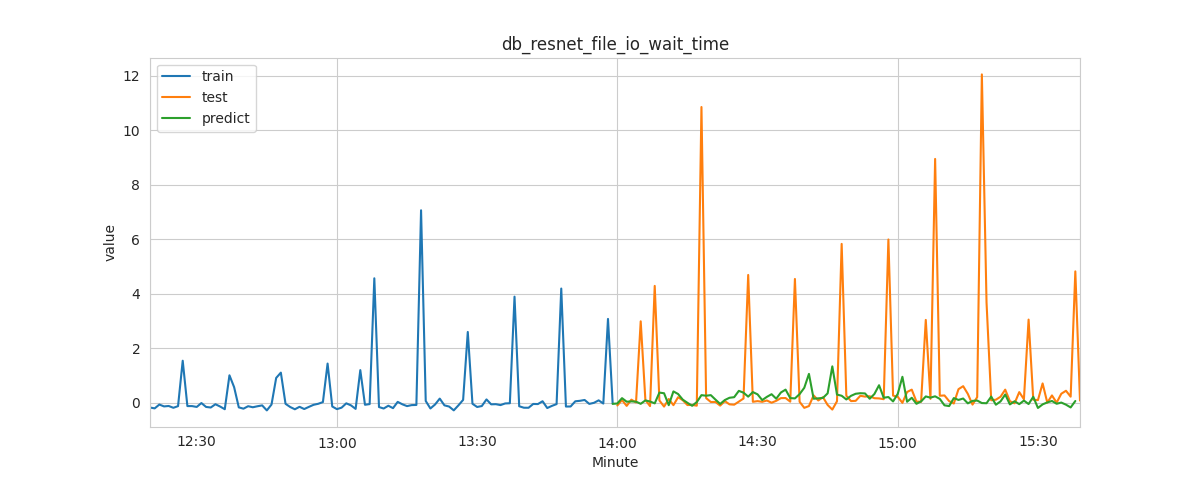 db_resnet_file_io_wait_time
train
test
predict
12
10
8
6
4
2
0
value
12:30
13:00
13:30
14:00
14:30
15:00
15:30
Minute